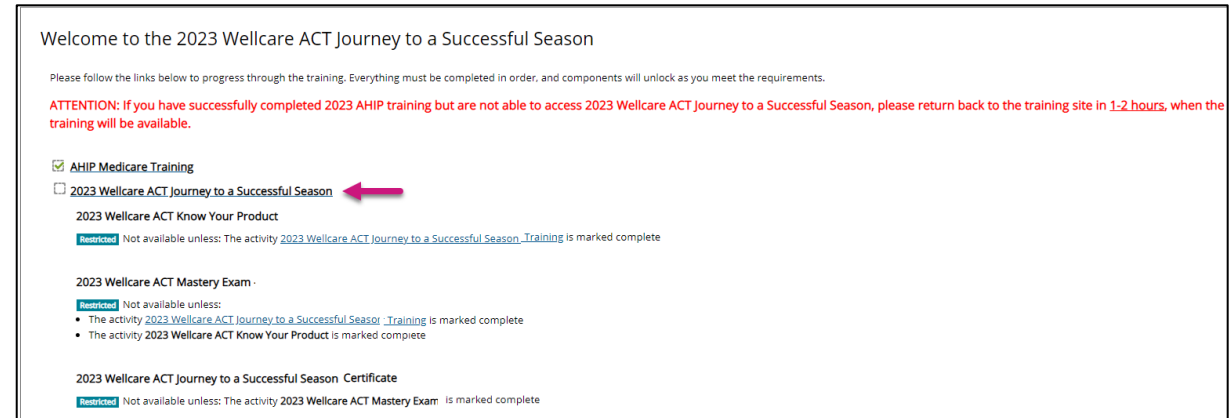 Welcome to the 2023 Wellcare ACT Journey to a Successful Season
Please follow the links below to progress through the training. Everything must be completed in order, and components will unlock as you meet the requirements.
ATTENTION: If you have successfully completed 2023 AHIP training but are not able to access 2023 Wellcare ACT Journey to a Successful Season, please return back to the training site in 1-2 hours, when the
training will be available.
AHIP Medicare Training
2023 Wellcare ACT Journey to a Successful Season
2023 Wellcare ACT Know Your Product
Restricted Not available unless: The activity 2023 Wellcare ACT Journey to a Successful Season Training is marked complete
2023 Wellcare ACT Mastery Exam
Restricted Not available unless:
• The activity 2023 Wellcare ACT Journey to a Successful Seasor Training is marked complete
• The activity 2023 Wellcare ACT Know Your Product is marked complete
2023 Wellcare ACT Journey to a Successful Season Certificate
Restricted Not available unless: The activity 2023 Wellcare ACT Mastery Exam is marked complete